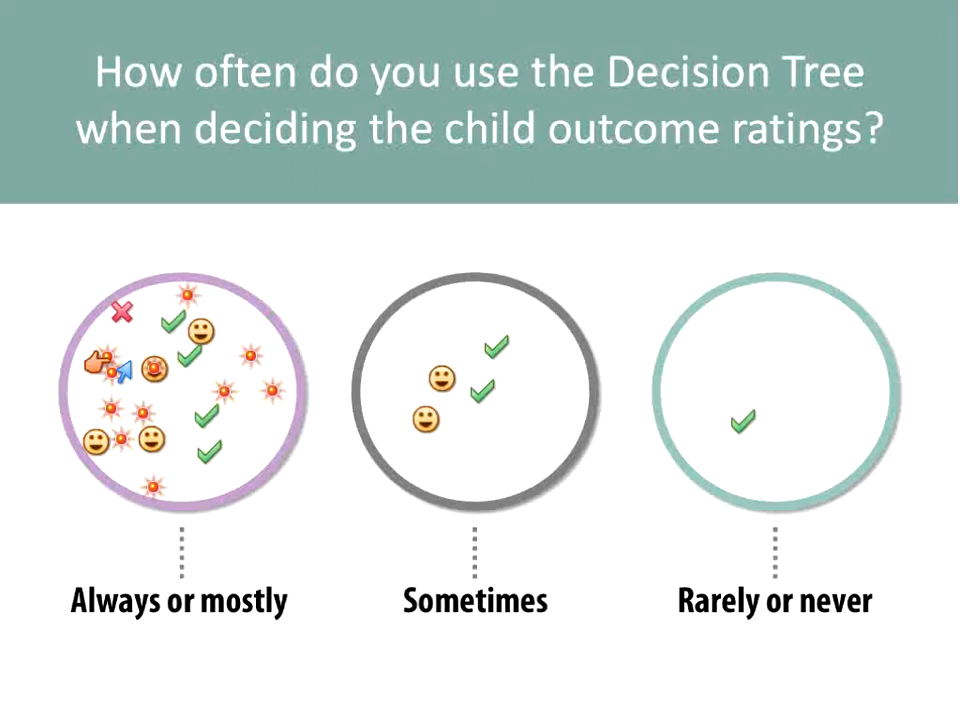 How often do you use the Decision Tree
when deciding the child outcome ratings?
Always or mostly
Sometimes
Rarely or never